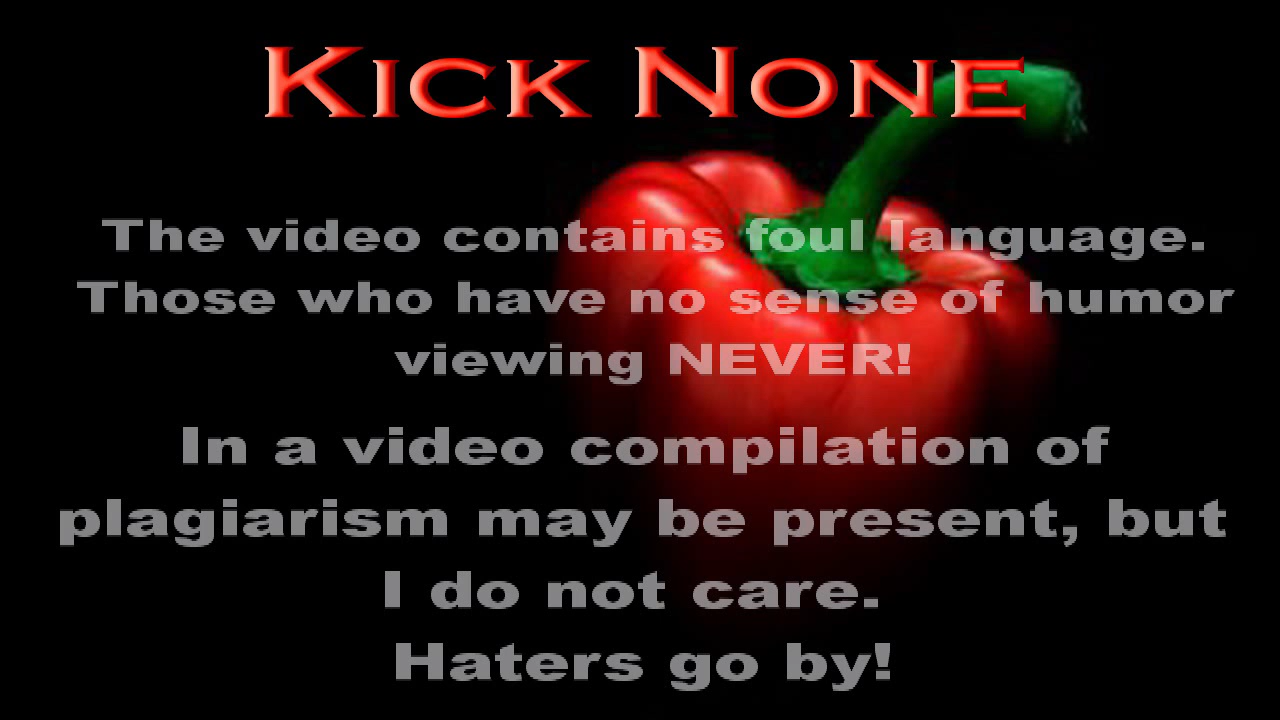 Kick None
The video contains foul language.
Those who have no sense of humor
viewing NEVER!
In a video compilation of
plagiarism may be present, but
I do not care.
Haters go by!